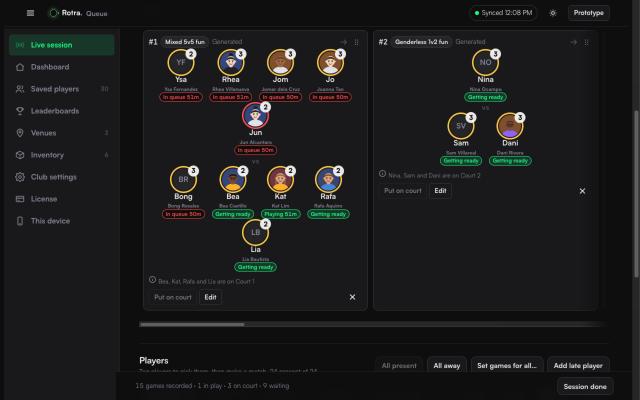 Rotra. Queue
Synced 12:08 PM
Prototype
Live session
Dashboard
Saved players 30
Leaderboards
Venues 3
Inventory 6
Club settings
License
This device
#1 Mixed 5v5 fun Generated
YF 2 3 3 3
Ysa Rhea Jom Jo
Ysa Fernandez Rhea Villanueva Jomar dela Cruz Joanna Tan
In queue 51m In queue 51m In queue 50m In queue 50m
2
Jun
Jun Alcantara
In queue 50m
VS
BR 3 2 2 2
Bong Bea Kat Rafa
Bong Rosales Bea Castillo Kat Lim Rafa Aquino
In queue 50m Getting ready Playing 51m Getting ready
LB 2
Lia
Lia Bautista
Getting ready
Bea, Kat, Rafa and Lia are on Court 1
Put on court Edit
#2 Genderless 1v2 fun Generated
NO 3
Nina
Nina Ocampo
Getting ready
VS
SV 3 3
Sam Dani
Sam Villareal Dani Rivera
Getting ready Getting ready
Nina, Sam and Dani are on Court 2
Put on court Edit
Players
All present All away Set games for all... Add late player
15 games recorded · 1 in play · 3 on court · 9 waiting
Session done